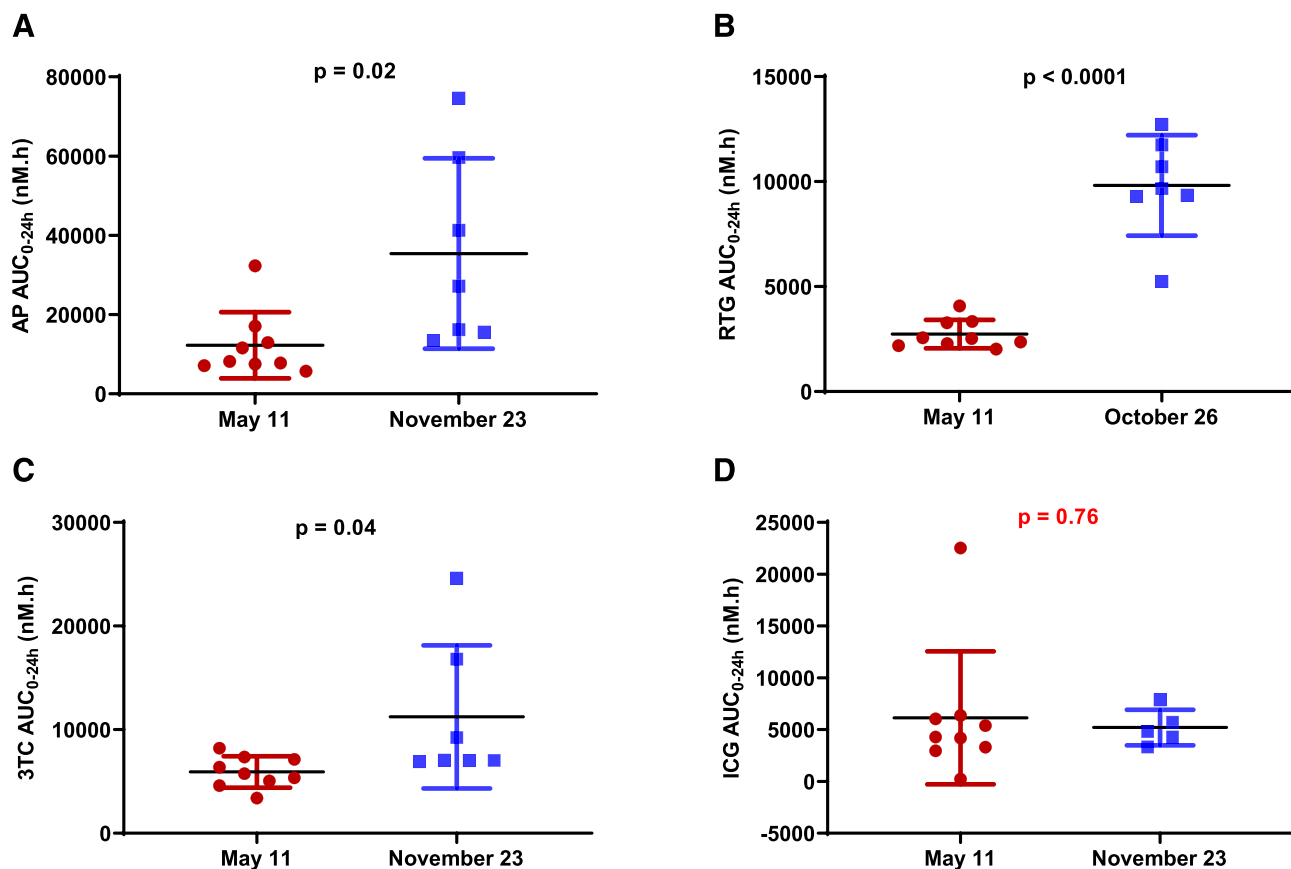 A
p = 0.02
AP AUC0-24h (nM.h)
80000
60000
40000
20000
0
May 11
November 23
B
p < 0.0001
RTG AUC0-24h (nM.h)
15000
10000
5000
0
May 11
October 26
C
p = 0.04
3TC AUC0-24h (nM.h)
30000
20000
10000
0
May 11
November 23
D
p = 0.76
ICG AUC0-24h (nM.h)
25000
20000
15000
10000
5000
0
-5000
May 11
November 23